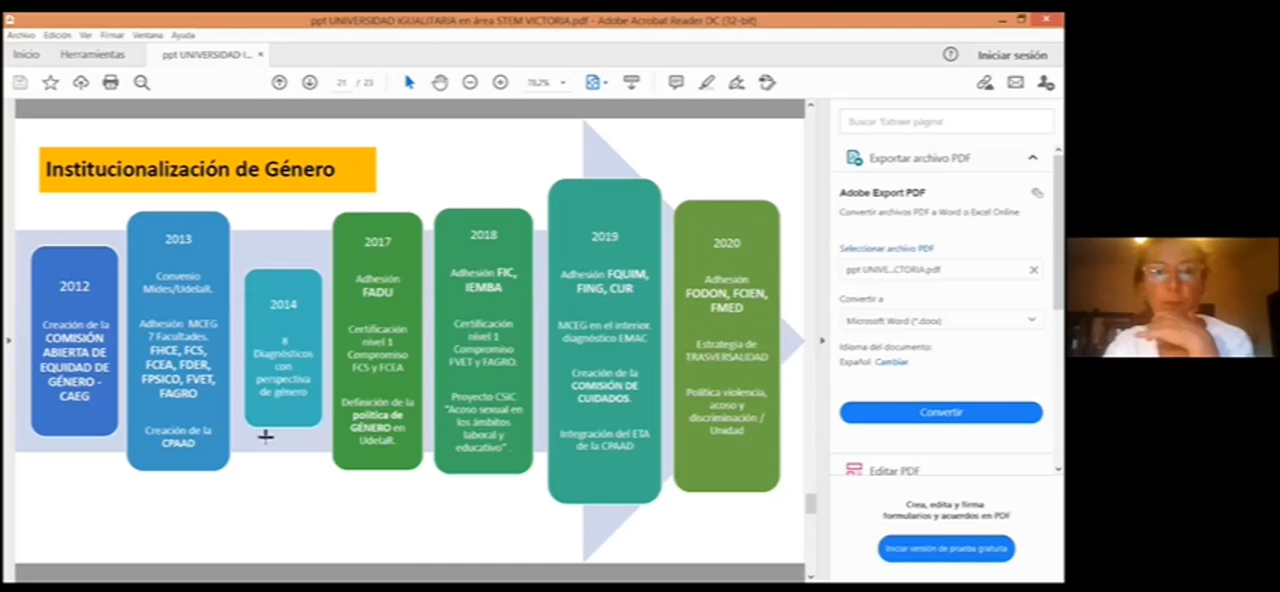 ppt UNIVERSIDAD IGUALITARIA en área STEM VICTORIA.pdf - Adobe Acrobat Reader DC (32-bit)
Archivo Edición Ver Firmar Ventana Ayuda
Inicio Herramientas ppt UNIVERSIDAD I... × Iniciar sesión
21 / 23 78,2%
Institucionalización de Género
2012
Creación de la
COMISIÓN
ABIERTA DE
EQUIDAD DE
GÉNERO -
CAEG
2013
Convenio
Mides/UdelaR.
Adhesión MCEG
7 Facultades.
FHCE, FCS,
FCEA, FDER,
FPSICO, FVET,
FAGRO
Creación de la
CPAAD
2014
8
Diagnósticos
con
perspectiva
de género
2017
Adhesión
FADU
Certificación
nivel 1
Compromiso
FCS y FCEA
Definición de la
política de
GÉNERO en
UdelaR.
2018
Adhesión FIC,
IEMBA
Certificación
nivel 1
Compromiso
FVET y FAGRO.
Proyecto CSIC
"Acoso sexual en
los ámbitos
laboral y
educativo".
2019
Adhesión FQUIM,
FING, CUR
MCEG en el interior.
diagnóstico EMAC
Creación de la
COMISIÓN DE
CUIDADOS.
Integración del ETA
de la CPAAD
2020
Adhesión
FODON, FCIEN,
FMED
Estrategia de
TRASVERSALIDAD
Política violencia,
acoso y
discriminación /
Unidad
Buscar 'Extraer página'
Exportar archivo PDF
Adobe Export PDF
Convertir archivos PDF a Word o Excel Online
Seleccionar archivo PDF
ppt UNIVE...CTORIA.pdf
Convertir a
Microsoft Word (*.docx)
Idioma del documento:
Español Cambiar
Convertir
Editar PDF
Crea, edita y firma
formularios y acuerdos en PDF
Iniciar versión de prueba gratuita